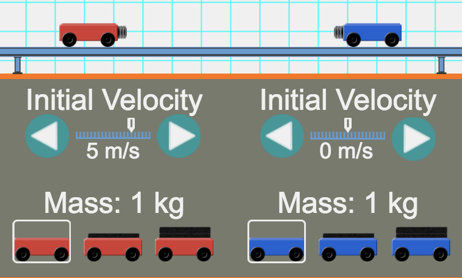 Initial Velocity Initial Velocity
5 m/s 0 m/s
Mass: 1 kg Mass: 1 kg